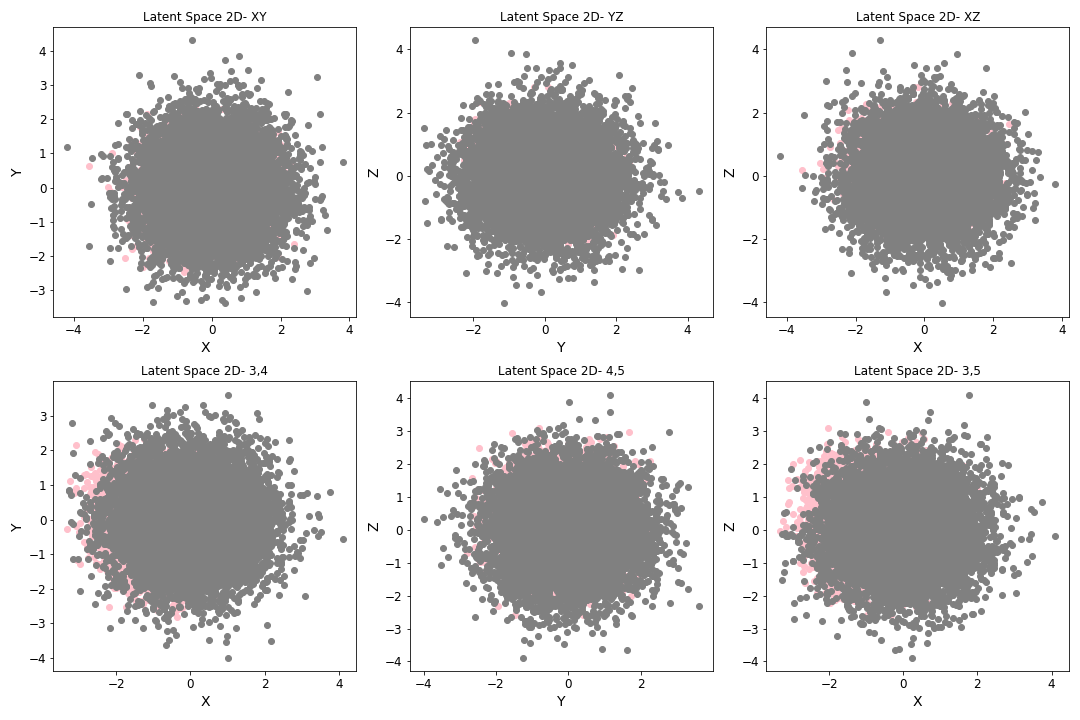 Latent Space 2D- XY
Y
4
3
2
1
0
−1
−2
−3
−4 −2 0 2 4
X
Latent Space 2D- YZ
Z
4
2
0
−2
−4
−2 0 2 4
Y
Latent Space 2D- XZ
Z
4
2
0
−2
−4
−4 −2 0 2 4
X
Latent Space 2D- 3,4
Y
3
2
1
0
−1
−2
−3
−4
−2 0 2 4
X
Latent Space 2D- 4,5
Z
4
3
2
1
0
−1
−2
−3
−4
−4 −2 0 2
Y
Latent Space 2D- 3,5
Z
4
3
2
1
0
−1
−2
−3
−4
−2 0 2 4
X